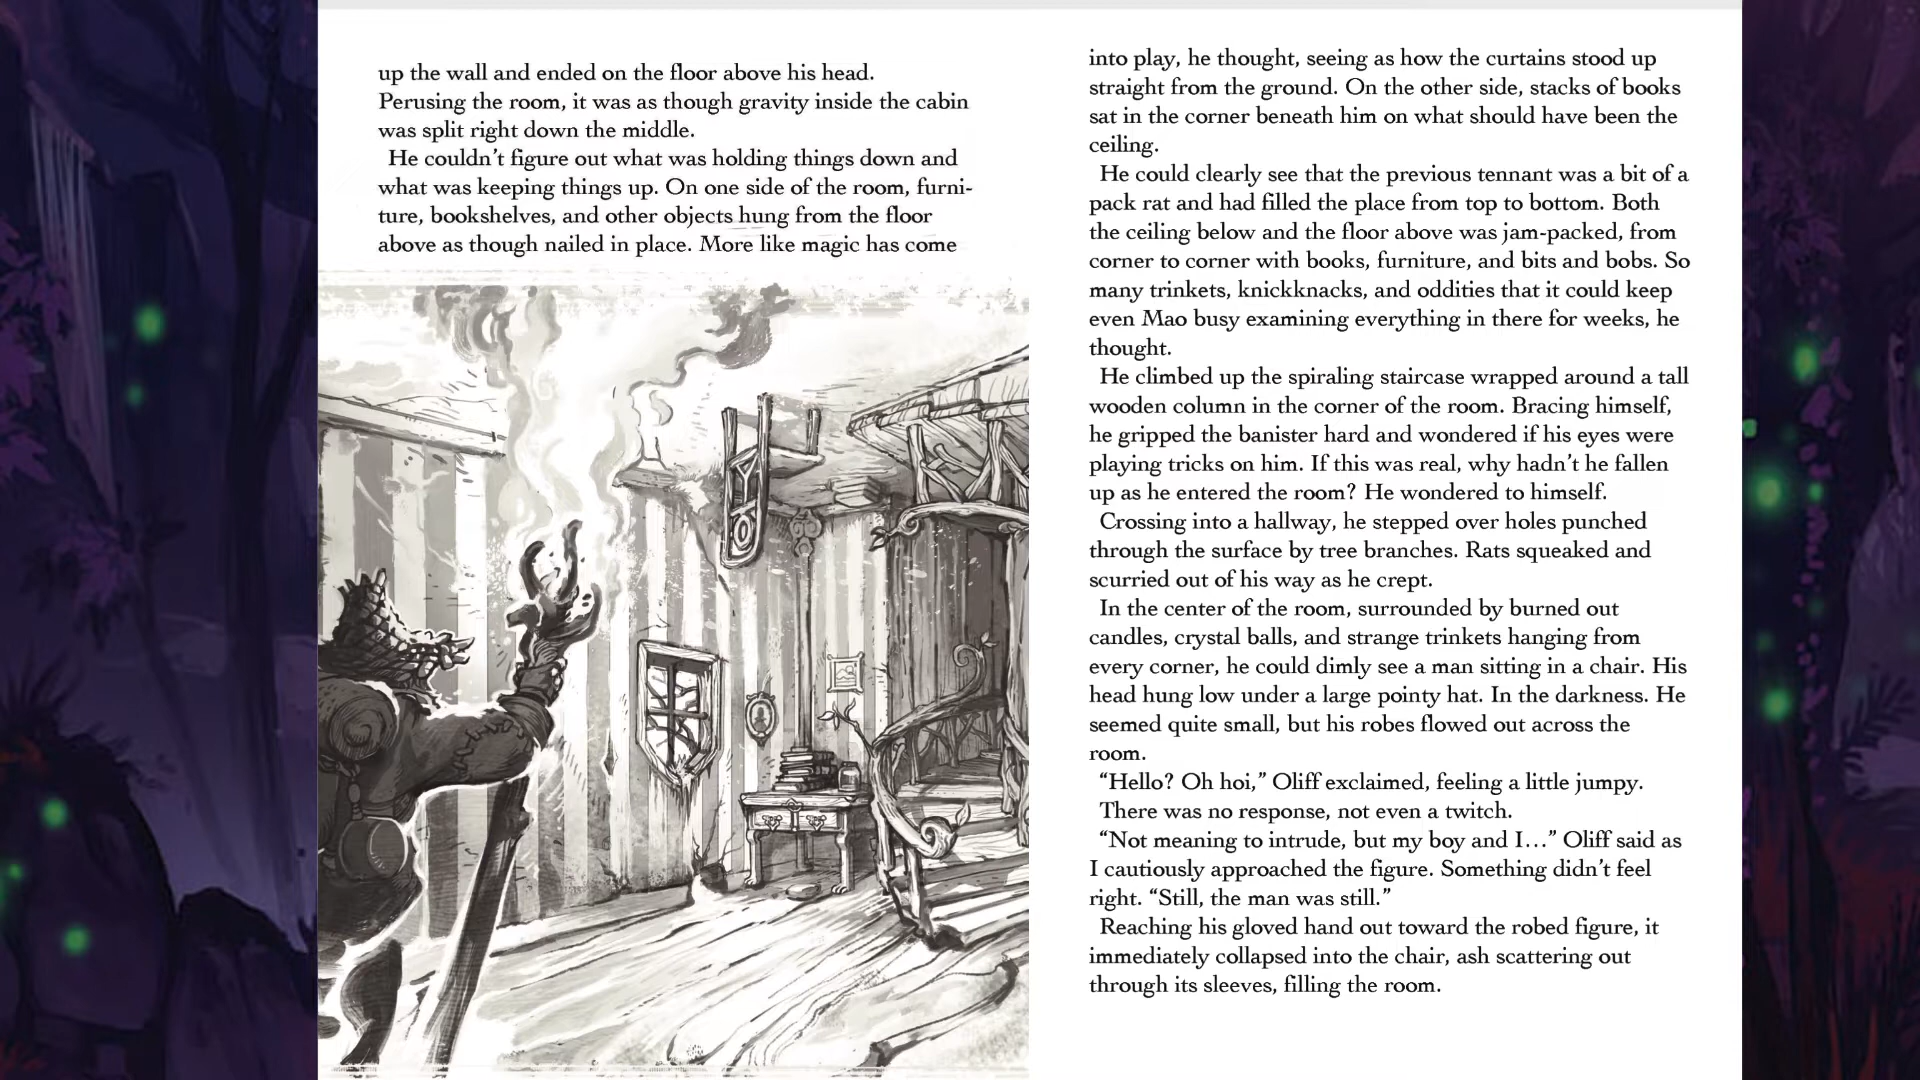 up the wall and ended on the floor above his head.
Perusing the room, it was as though gravity inside the cabin
was split right down the middle.
He couldn’t figure out what was holding things down and
what was keeping things up. On one side of the room, furni-
ture, bookshelves, and other objects hung from the floor
above as though nailed in place. More like magic has come
into play, he thought, seeing as how the curtains stood up
straight from the ground. On the other side, stacks of books
sat in the corner beneath him on what should have been the
ceiling.
He could clearly see that the previous tennant was a bit of a
pack rat and had filled the place from top to bottom. Both
the ceiling below and the floor above was jam-packed, from
corner to corner with books, furniture, and bits and bobs. So
many trinkets, knickknacks, and oddities that it could keep
even Mao busy examining everything in there for weeks, he
thought.
He climbed up the spiraling staircase wrapped around a tall
wooden column in the corner of the room. Bracing himself,
he gripped the banister hard and wondered if his eyes were
playing tricks on him. If this was real, why hadn’t he fallen
up as he entered the room? He wondered to himself.
Crossing into a hallway, he stepped over holes punched
through the surface by tree branches. Rats squeaked and
scurried out of his way as he crept.
In the center of the room, surrounded by burned out
candles, crystal balls, and strange trinkets hanging from
every corner, he could dimly see a man sitting in a chair. His
head hung low under a large pointy hat. In the darkness. He
seemed quite small, but his robes flowed out across the
room.
“Hello? Oh hoi,” Oliff exclaimed, feeling a little jumpy.
There was no response, not even a twitch.
“Not meaning to intrude, but my boy and I…” Oliff said as
I cautiously approached the figure. Something didn’t feel
right. “Still, the man was still.”
Reaching his gloved hand out toward the robed figure, it
immediately collapsed into the chair, ash scattering out
through its sleeves, filling the room.